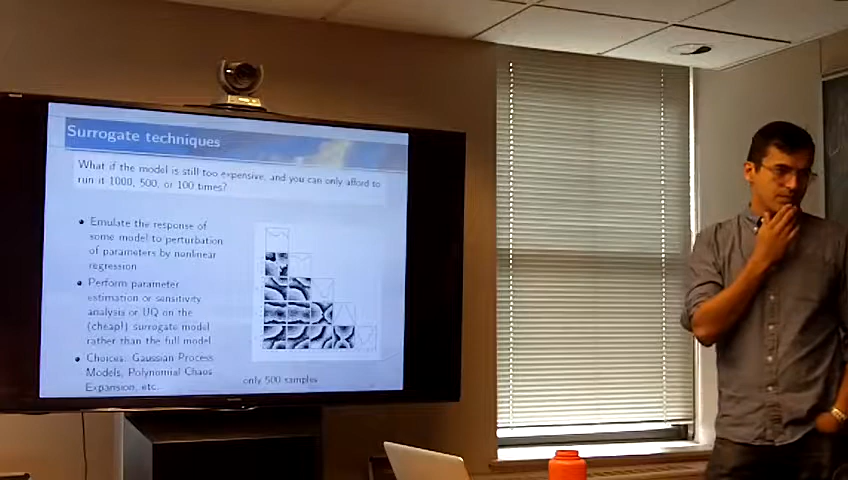 Surrogate techniques
What if the model is still too expensive, and you can only afford to
run it 1000, 500, or 100 times?
Emulate the response of
some model to perturbation
of parameters by nonlinear
regression
Perform parameter
estimation or sensitivity
analysis or UQ on the
(cheap!) surrogate model
rather than the full model
Choices: Gaussian Process
Models, Polynomial Chaos
Expansion, etc.
only 500 samples